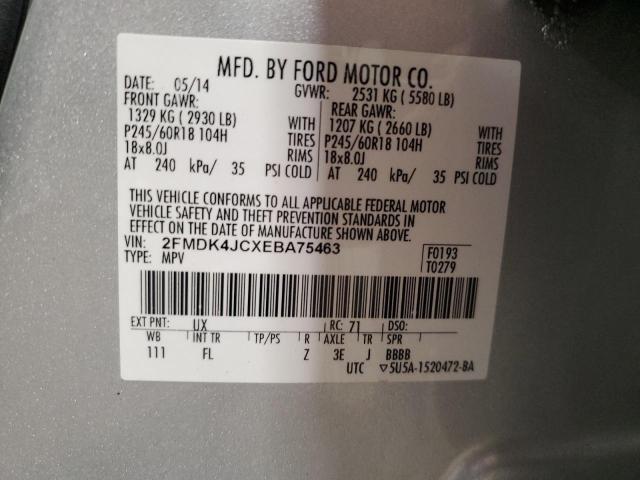 MFD. BY FORD MOTOR CO.
DATE: 05/14 GVWR: 2531 KG ( 5580 LB)
FRONT GAWR: REAR GAWR:
1329 KG ( 2930 LB) WITH 1207 KG ( 2660 LB) WITH
P245/60R18 104H TIRES P245/60R18 104H TIRES
18x8.0J RIMS 18x8.0J RIMS
AT 240 kPa/ 35 PSI COLD AT 240 kPa/ 35 PSI COLD
THIS VEHICLE CONFORMS TO ALL APPLICABLE FEDERAL MOTOR
VEHICLE SAFETY AND THEFT PREVENTION STANDARDS IN
EFFECT ON THE DATE OF MANUFACTURE SHOWN ABOVE.
VIN: 2FMDK4JCXEBA75463 F0193
TYPE: MPV T0279
EXT PNT: UX RC: 71 DSO:
WB INT TR TP/PS R AXLE TR SPR
111 FL Z 3E J BBBB
UTC ▽5U5A-1520472-BA